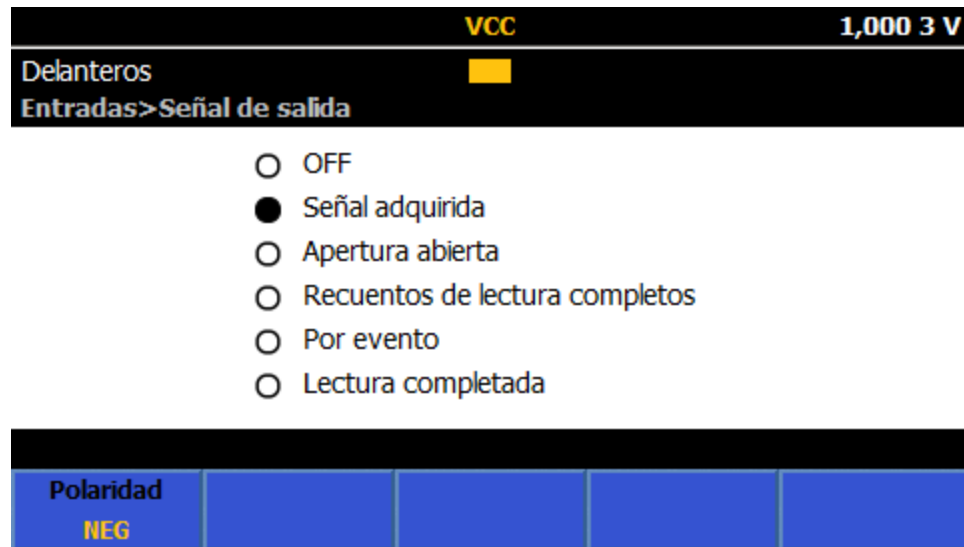 VCC 1,000 3 V
Delanteros
Entradas>Señal de salida
OFF
Señal adquirida
Apertura abierta
Recuentos de lectura completos
Por evento
Lectura completada
Polaridad
NEG